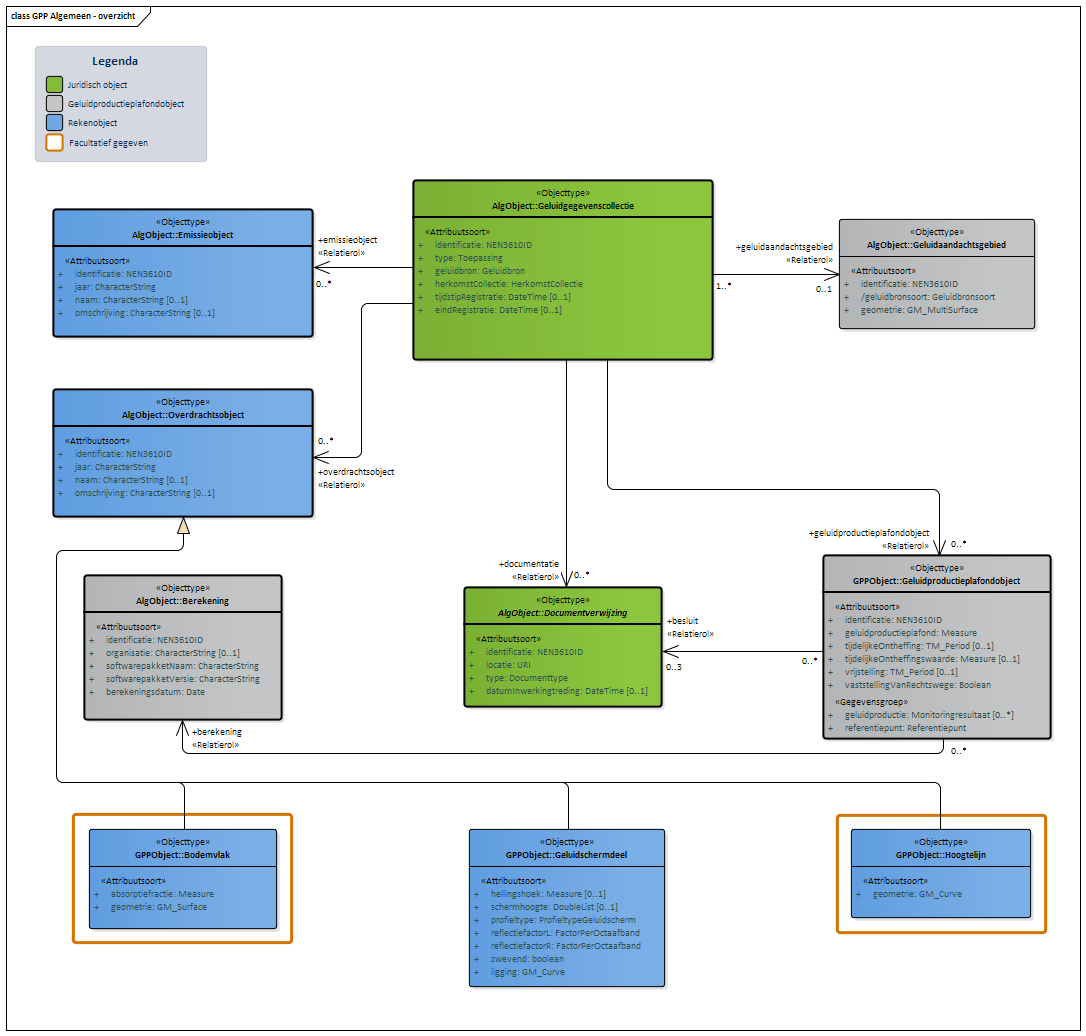 class GPP Algemeen - overzicht
Legenda
Juridisch object
Geluidproductieplafondobject
Rekenobject
Facultatief gegeven
«Objecttype»
AlgObject::Emissieobject
«Attribuutsoort»
+ identificatie: NEN3610ID
+ jaar: CharacterString
+ naam: CharacterString [0..1]
+ omschrijving: CharacterString [0..1]
+emissieobject
«Relatierol»
0..*
«Objecttype»
AlgObject::Geluidgegevenscollectie
«Attribuutsoort»
+ identificatie: NEN3610ID
+ type: Toepassing
+ geluidbron: Geluidbron
+ herkomstCollectie: HerkomstCollectie
+ tijdstipRegistratie: DateTime [0..1]
+ eindRegistratie: DateTime [0..1]
+geluidaandachtsgebied
«Relatierol»
1..*
0..1
«Objecttype»
AlgObject::Geluidaandachtsgebied
«Attribuutsoort»
+ identificatie: NEN3610ID
+ /geluidbronsoort: Geluidbronsoort
+ geometrie: GM_MultiSurface
«Objecttype»
AlgObject::Overdrachtsobject
«Attribuutsoort»
+ identificatie: NEN3610ID
+ jaar: CharacterString
+ naam: CharacterString [0..1]
+ omschrijving: CharacterString [0..1]
0..*
+overdrachtsobject
«Relatierol»
+documentatie
«Relatierol»
0..*
+geluidproductieplafondobject
«Relatierol»
0..*
«Objecttype»
AlgObject::Berekening
«Attribuutsoort»
+ identificatie: NEN3610ID
+ organisatie: CharacterString [0..1]
+ softwarepakketNaam: CharacterString
+ softwarepakketVersie: CharacterString
+ berekeningsdatum: Date
«Objecttype»
AlgObject::Documentverwijzing
«Attribuutsoort»
+ identificatie: NEN3610ID
+ locatie: URI
+ type: Documenttype
+ datumInwerkingtreding: DateTime [0..1]
+besluit
«Relatierol»
0..3
0..*
«Objecttype»
GPPObject::Geluidproductieplafondobject
«Attribuutsoort»
+ identificatie: NEN3610ID
+ geluidproductieplafond: Measure
+ tijdelijkeOntheffing: TM_Period [0..1]
+ tijdelijkeOntheffingswaarde: Measure [0..1]
+ vrijstelling: TM_Period [0..1]
+ vaststellingVanRechtswege: Boolean
«Gegevensgroep»
+ geluidproductie: Monitoringresultaat [0..*]
+ referentiepunt: Referentiepunt
+berekening
«Relatierol»
0..*
«Objecttype»
GPPObject::Bodemvlak
«Attribuutsoort»
+ absorptiefractie: Measure
+ geometrie: GM_Surface
«Objecttype»
GPPObject::Geluidschermdeel
«Attribuutsoort»
+ hellingshoek: Measure [0..1]
+ schermhoogte: DoubleList [0..1]
+ profieltype: ProfieltypeGeluidscherm
+ reflectiefactorL: FactorPerOctaafband
+ reflectiefactorR: FactorPerOctaafband
+ zwevend: boolean
+ ligging: GM_Curve
«Objecttype»
GPPObject::Hoogtelijn
«Attribuutsoort»
+ geometrie: GM_Curve